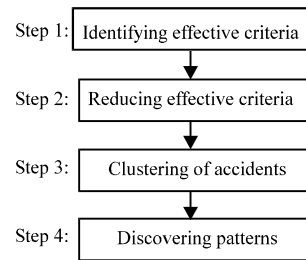 Step 1: Identifying effective criteria
Step 2: Reducing effective criteria
Step 3: Clustering of accidents
Step 4: Discovering patterns